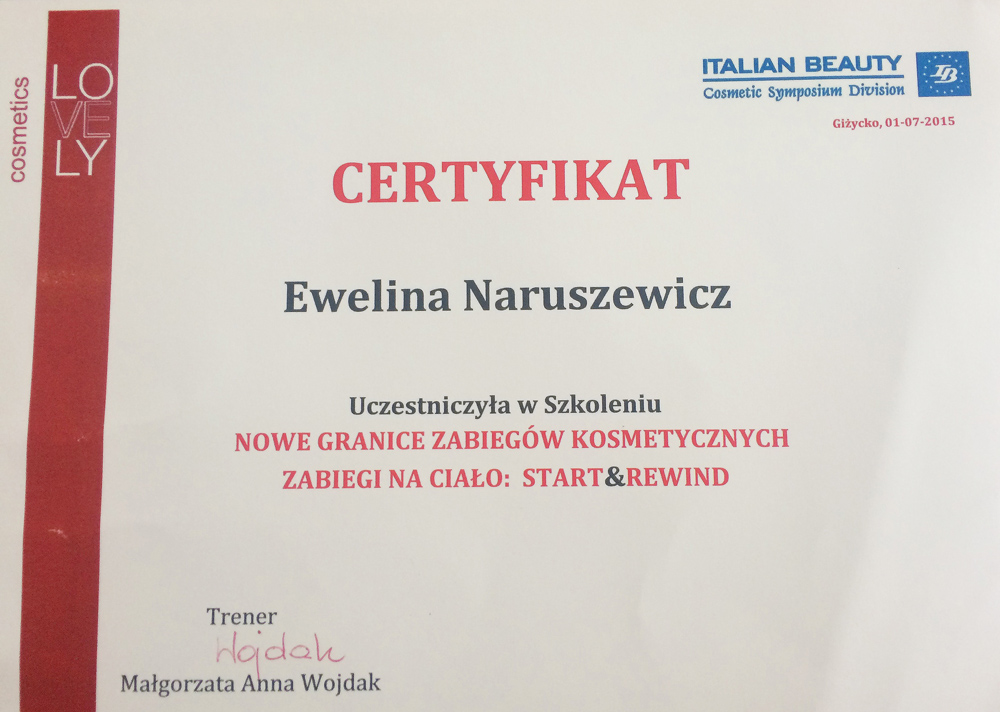 cosmetics
LO
VE
LY
ITALIAN BEAUTY
Cosmetic Symposium Division
IB
Giżycko, 01-07-2015
CERTYFIKAT
Ewelina Naruszewicz
Uczestniczyła w Szkoleniu
NOWE GRANICE ZABIEGÓW KOSMETYCZNYCH
ZABIEGI NA CIAŁO: START&REWIND
Trener
Wojdak
Małgorzata Anna Wojdak